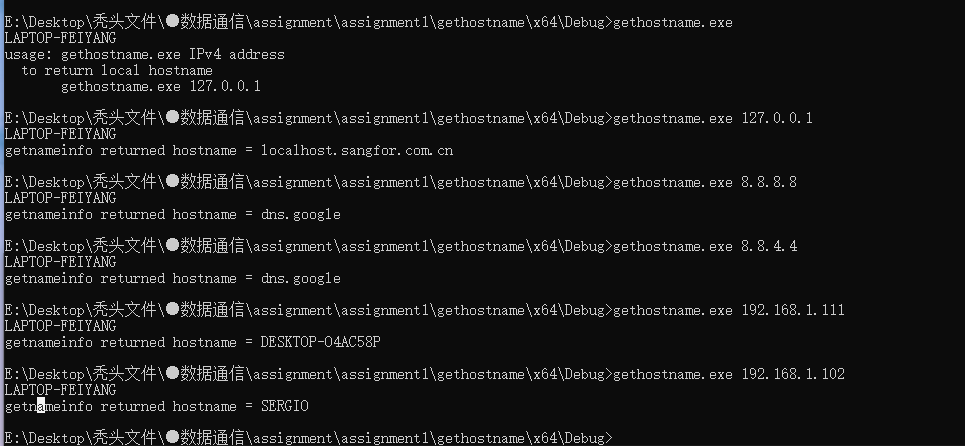 E:\Desktop\秃头文件\●数据通信\assignment\assignment1\gethostname\x64\Debug>gethostname.exe
LAPTOP-FEIYANG
usage: gethostname.exe IPv4 address
  to return local hostname
       gethostname.exe 127.0.0.1
E:\Desktop\秃头文件\●数据通信\assignment\assignment1\gethostname\x64\Debug>gethostname.exe 127.0.0.1
LAPTOP-FEIYANG
getnameinfo returned hostname = localhost.sangfor.com.cn
E:\Desktop\秃头文件\●数据通信\assignment\assignment1\gethostname\x64\Debug>gethostname.exe 8.8.8.8
LAPTOP-FEIYANG
getnameinfo returned hostname = dns.google
E:\Desktop\秃头文件\●数据通信\assignment\assignment1\gethostname\x64\Debug>gethostname.exe 8.8.4.4
LAPTOP-FEIYANG
getnameinfo returned hostname = dns.google
E:\Desktop\秃头文件\●数据通信\assignment\assignment1\gethostname\x64\Debug>gethostname.exe 192.168.1.111
LAPTOP-FEIYANG
getnameinfo returned hostname = DESKTOP-O4AC58P
E:\Desktop\秃头文件\●数据通信\assignment\assignment1\gethostname\x64\Debug>gethostname.exe 192.168.1.102
LAPTOP-FEIYANG
getnameinfo returned hostname = SERGIO
E:\Desktop\秃头文件\●数据通信\assignment\assignment1\gethostname\x64\Debug>